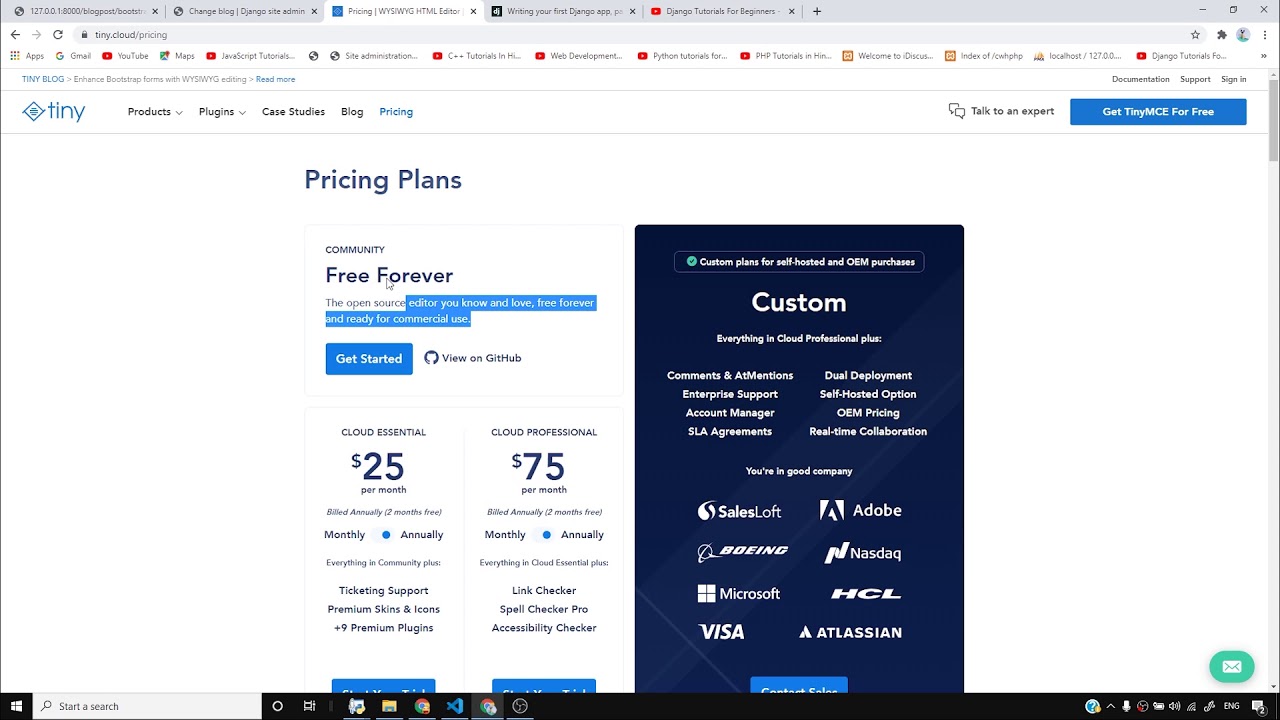 127.0.0.1:8000/blogpost/bootstra
Change blog | Django site admin
Pricing | WYSIWYG HTML Editor |
Writing your first Django app, pa
Django Tutorials For Beginners -
tiny.cloud/pricing
Apps
Gmail
YouTube
Maps
JavaScript Tutorials...
Site administration...
C++ Tutorials In Hi...
Web Development...
Python tutorials for...
PHP Tutorials in Hin...
Welcome to iDiscus...
Index of /cwhphp
localhost / 127.0.0....
Django Tutorials Fo...
»
TINY BLOG > Enhance Bootstrap forms with WYSIWYG editing > Read more
Documentation Support Sign in
tiny
Products
Plugins
Case Studies
Blog
Pricing
Talk to an expert
Get TinyMCE For Free
Pricing Plans
COMMUNITY
Free Forever
The open source editor you know and love, free forever
and ready for commercial use.
Get Started
View on GitHub
CLOUD ESSENTIAL
$25
per month
Billed Annually (2 months free)
Monthly Annually
Everything in Community plus:
Ticketing Support
Premium Skins & Icons
+9 Premium Plugins
CLOUD PROFESSIONAL
$75
per month
Billed Annually (2 months free)
Monthly Annually
Everything in Cloud Essential plus:
Link Checker
Spell Checker Pro
Accessibility Checker
Custom plans for self-hosted and OEM purchases
Custom
Everything in Cloud Professional plus:
Comments & AtMentions
Enterprise Support
Account Manager
SLA Agreements
Dual Deployment
Self-Hosted Option
OEM Pricing
Real-time Collaboration
You're in good company
SalesLoft
Adobe
BOEING
Nasdaq
Microsoft
HCL
VISA
ATLASSIAN
Contact Sales
Type here to search
ENG